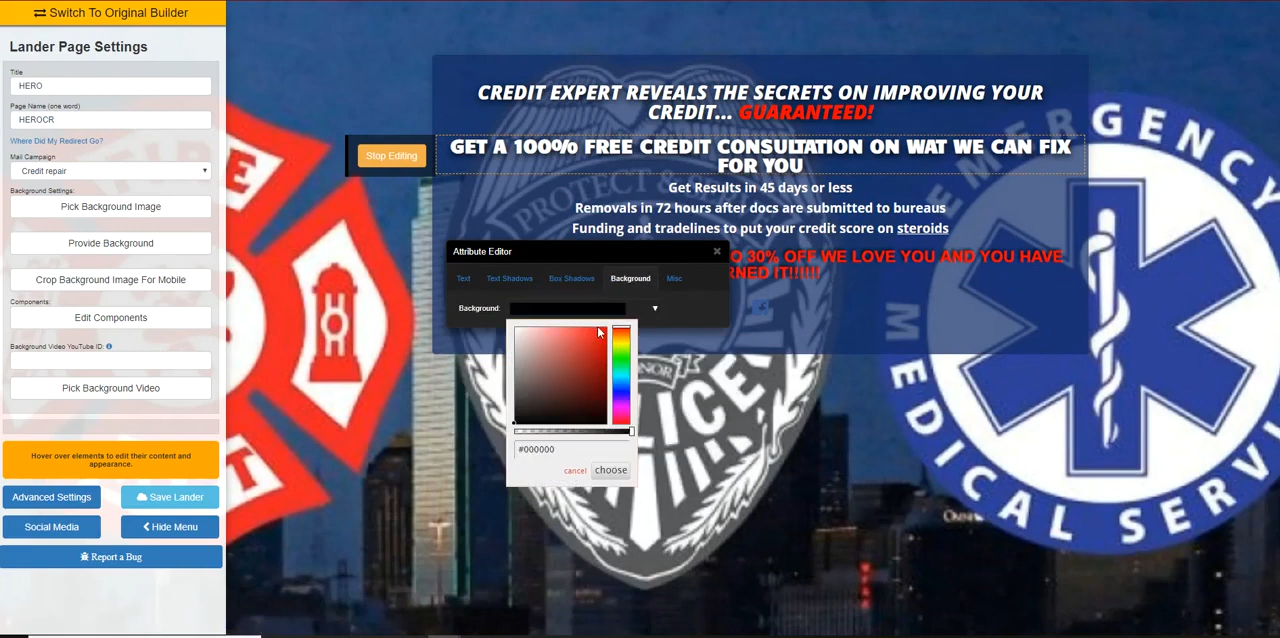 Switch To Original Builder
Lander Page Settings
Title
HERO
Page Name (one word)
HEROCR
Where Did My Redirect Go?
Mail Campaign
Credit repair
Background Settings:
Pick Background Image
Provide Background
Crop Background Image For Mobile
Components:
Edit Components
Background Video YouTube ID:
Pick Background Video
Hover over elements to edit their content and
appearance.
Advanced Settings
Save Lander
Social Media
Hide Menu
Report a Bug
CREDIT EXPERT REVEALS THE SECRETS ON IMPROVING YOUR
CREDIT... GUARANTEED!
Stop Editing
GET A 100% FREE CREDIT CONSULTATION ON WAT WE CAN FIX
FOR YOU
Get Results in 45 days or less
Removals in 72 hours after docs are submitted to bureaus
Funding and tradelines to put your credit score on steroids
O 30% OFF WE LOVE YOU AND YOU HAVE
RNED IT!!!!!!
Attribute Editor
Text
Text Shadows
Box Shadows
Background
Misc
Background:
#000000
cancel
choose
PROTECT &
EMERGENCY
MEDICAL SERVI